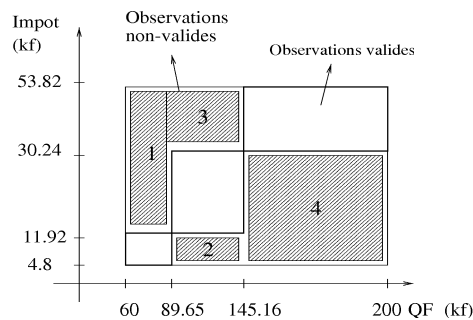 Impot
(kf)
Observations
non-valides
Observations valides
53.82
3
1
30.24
4
11.92
2
4.8
60
89.65
145.16
200 QF (kf)